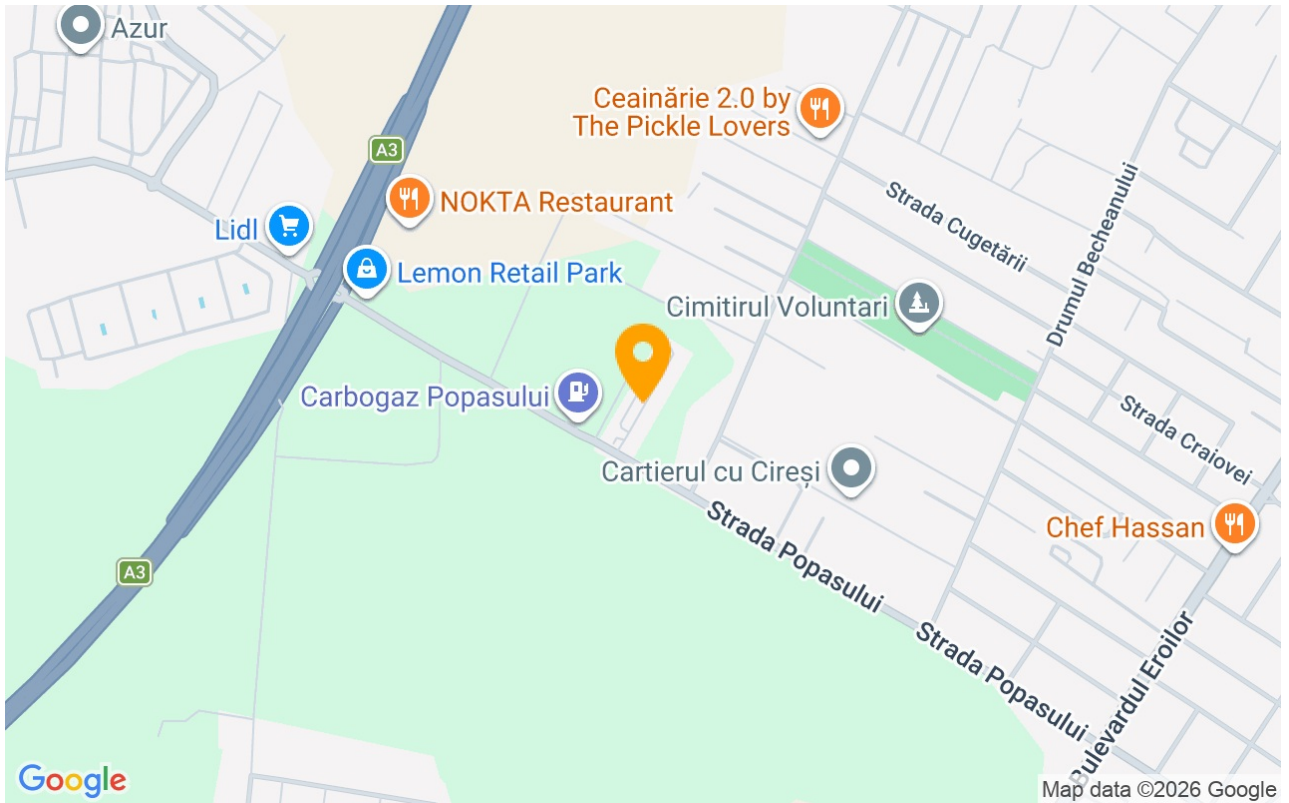 Azur
Ceainărie 2.0 by
The Pickle Lovers
A3
NOKTA Restaurant
Strada Cugetării
Drumul Becheanului
Lidl
Lemon Retail Park
Cimitirul Voluntari
Carbogaz Popasului
Strada Craiovei
Cartierul cu Cireși
Strada Popasului
Chef Hassan
A3
Strada Popasului
Bulevardul Eroilor
Google
Map data ©2026 Google